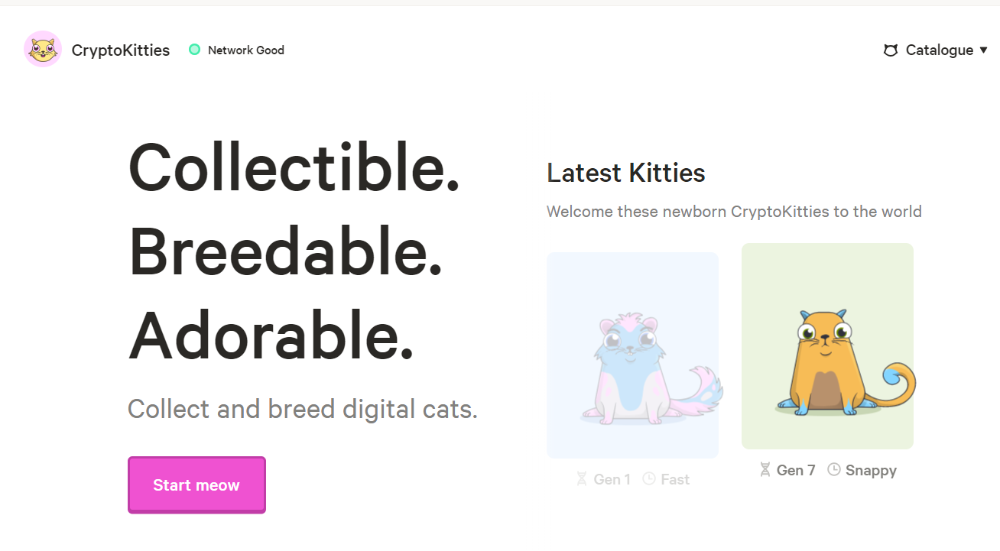 CryptoKitties
Network Good
Catalogue ▼
Collectible.
Breedable.
Adorable.
Collect and breed digital cats.
Start meow
Latest Kitties
Welcome these newborn CryptoKitties to the world
Gen 1 Fast
Gen 7 Snappy